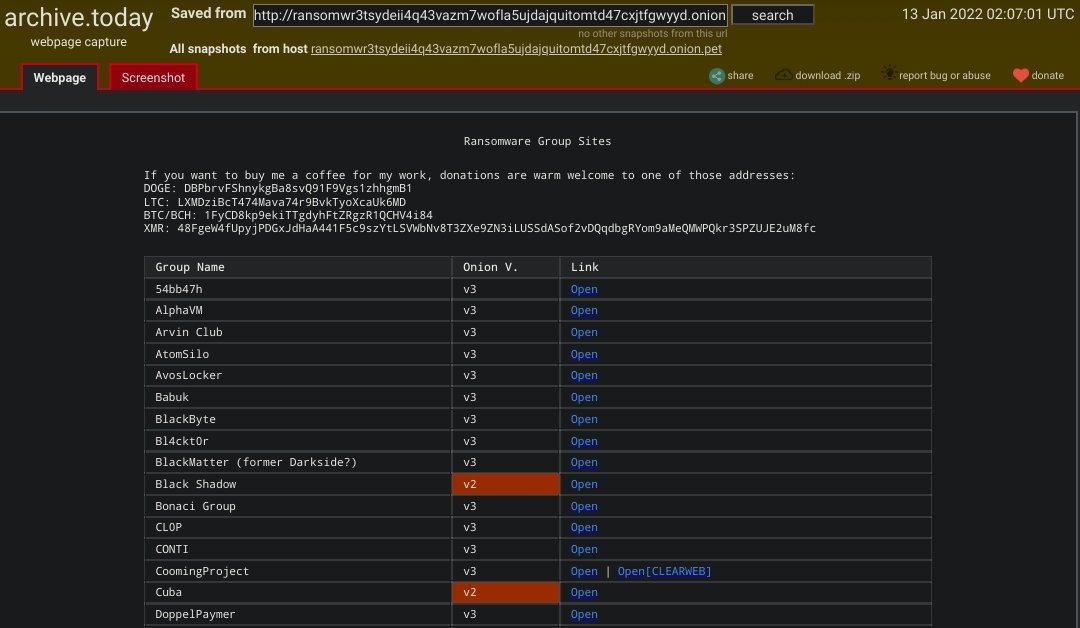 archive.today
webpage capture
Saved from http://ransomwr3tsydeii4q43vazm7wofla5ujdajquitomtd47cxjtfgwyyd.onion search
13 Jan 2022 02:07:01 UTC
no other snapshots from this url
All snapshots from host ransomwr3tsydeii4q43vazm7wofla5ujdajquitomtd47cxjtfgwyyd.onion.pet
Webpage Screenshot
share download .zip report bug or abuse donate
Ransomware Group Sites
If you want to buy me a coffee for my work, donations are warm welcome to one of those addresses:
DOGE: DBPbrvFShnykgBa8svQ91F9Vgs1zhhgmB1
LTC: LXMDziBcT474Mava74r9BvkTyoXcaUk6MD
BTC/BCH: 1FyCD8kp9ekiTTgdyhFtZRgzR1QCHV4i84
XMR: 48FgeW4fUpyjPDGxJdHaA441F5c9szYtLSVWbNv8T3ZXe9ZN3iLUSSdASof2vDQqdbgRYom9aMeQMWPQkr3SPZUJE2uM8fc
Group Name Onion V. Link
54bb47h v3 Open
AlphaVM v3 Open
Arvin Club v3 Open
AtomSilo v3 Open
AvosLocker v3 Open
Babuk v3 Open
BlackByte v3 Open
Bl4ckt0r v3 Open
BlackMatter (former Darkside?) v3 Open
Black Shadow v2 Open
Bonaci Group v3 Open
CL0P v3 Open
CONTI v3 Open
CoomingProject v3 Open | Open[CLEARWEB]
Cuba v2 Open
DoppelPaymer v3 Open